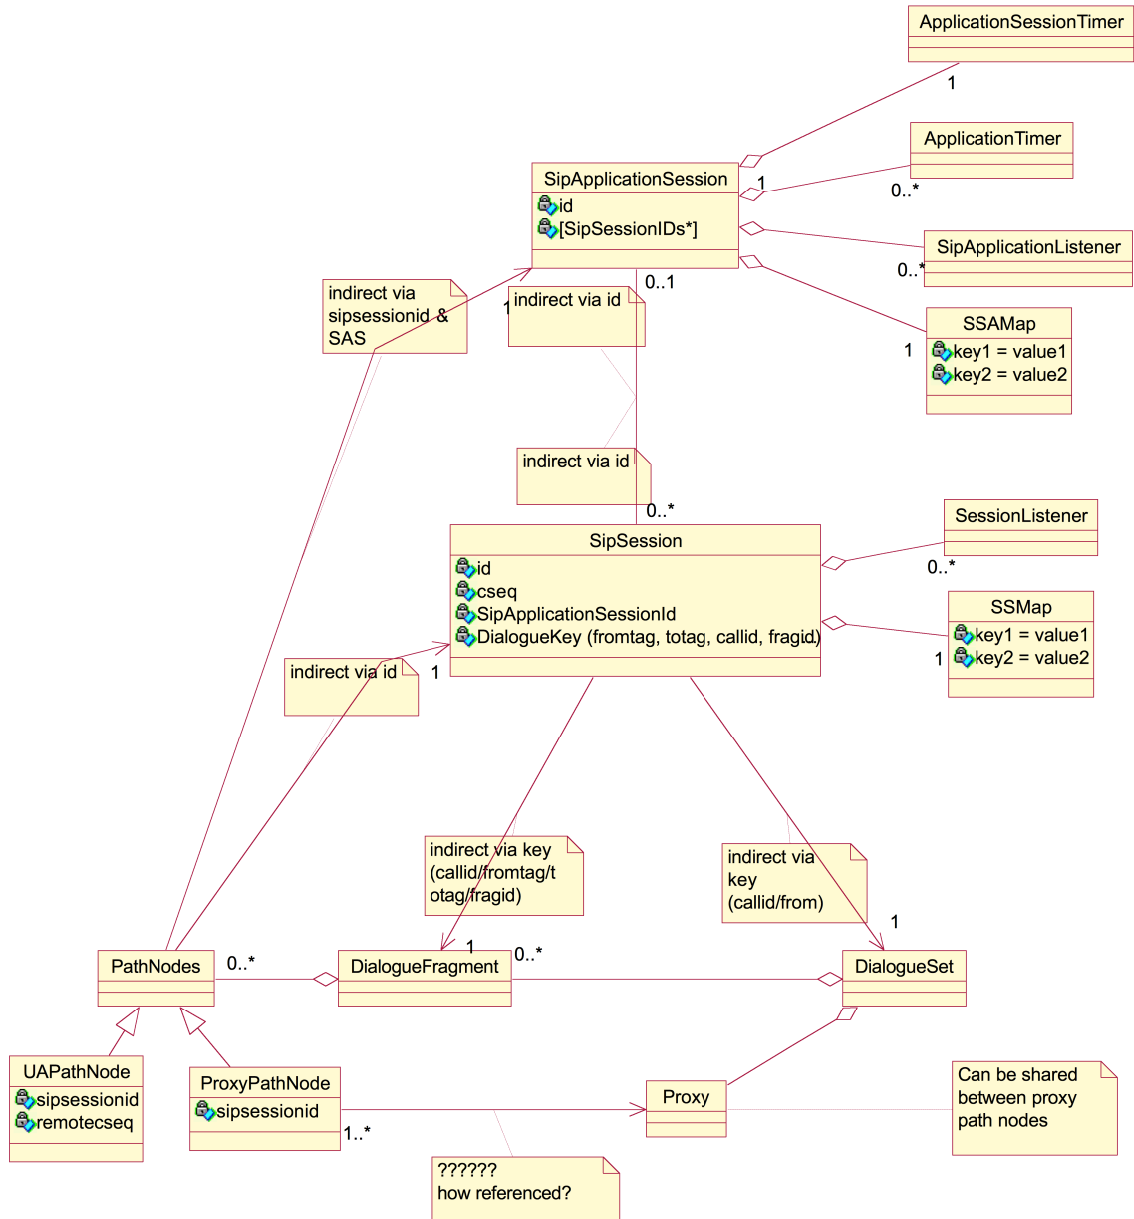 ApplicationSessionTimer
1
ApplicationTimer
0..*
SipApplicationSession
id
[SipSessionIDs*]
1
SipApplicationListener
0..*
SSAMap
key1 = value1
key2 = value2
1
indirect via
sipsessionid &
SAS
1
0..1
indirect via id
indirect via id
0..*
SipSession
id
cseq
SipApplicationSessionId
DialogueKey (fromtag, totag, callid, fragid.)
SessionListener
0..*
SSMap
key1 = value1
key2 = value2
1
indirect via id
1
indirect via key
(callid/fromtag/t
otag/fragid)
indirect via
key
(callid/from)
1
0..*
1
PathNodes
0..*
DialogueFragment
DialogueSet
UAPathNode
sipsessionid
remotecseq
ProxyPathNode
sipsessionid
1..*
Proxy
Can be shared
between proxy
path nodes
??????
how referenced?